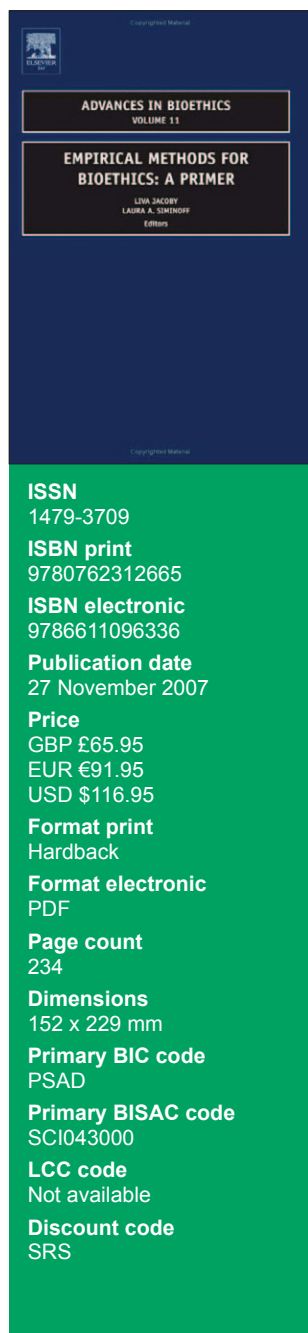 Copyrighted Material
ELSEVIER
JAI
ADVANCES IN BIOETHICS
VOLUME 11
EMPIRICAL METHODS FOR
BIOETHICS: A PRIMER
LIVA JACOBY
LAURA A. SIMINOFF
Editors
Copyrighted Material
ISSN
1479-3709
ISBN print
9780762312665
ISBN electronic
9786611096336
Publication date
27 November 2007
Price
GBP £65.95
EUR €91.95
USD $116.95
Format print
Hardback
Format electronic
PDF
Page count
234
Dimensions
152 x 229 mm
Primary BIC code
PSAD
Primary BISAC code
SCI043000
LCC code
Not available
Discount code
SRS